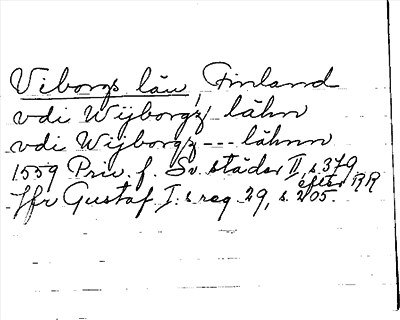 Viborgs län, Finland
vdi Wijborgz lähn
vdi Wijborgz --- lähnn
1559 Priv. f. Sv. städer II, s. 379
efter RR
Jfr Gustaf I:s reg. 29, s. 205.